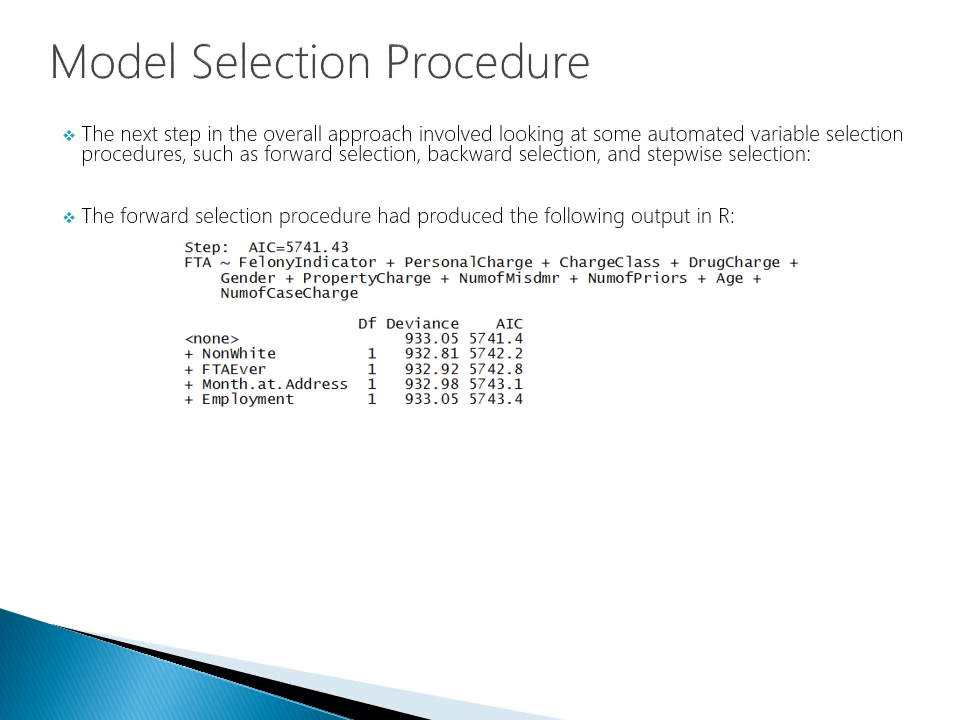 Model Selection Procedure
❖ The next step in the overall approach involved looking at some automated variable selection
procedures, such as forward selection, backward selection, and stepwise selection:
❖ The forward selection procedure had produced the following output in R:
Step:  AIC=5741.43
FTA ~ FelonyIndicator + PersonalCharge + ChargeClass + DrugCharge +
    Gender + PropertyCharge + NumofMisdmr + NumofPriors + Age +
    NumofCaseCharge
                   Df Deviance    AIC
<none>                  933.05 5741.4
+ NonWhite          1   932.81 5742.2
+ FTAEver           1   932.92 5742.8
+ Month.at.Address  1   932.98 5743.1
+ Employment        1   933.05 5743.4